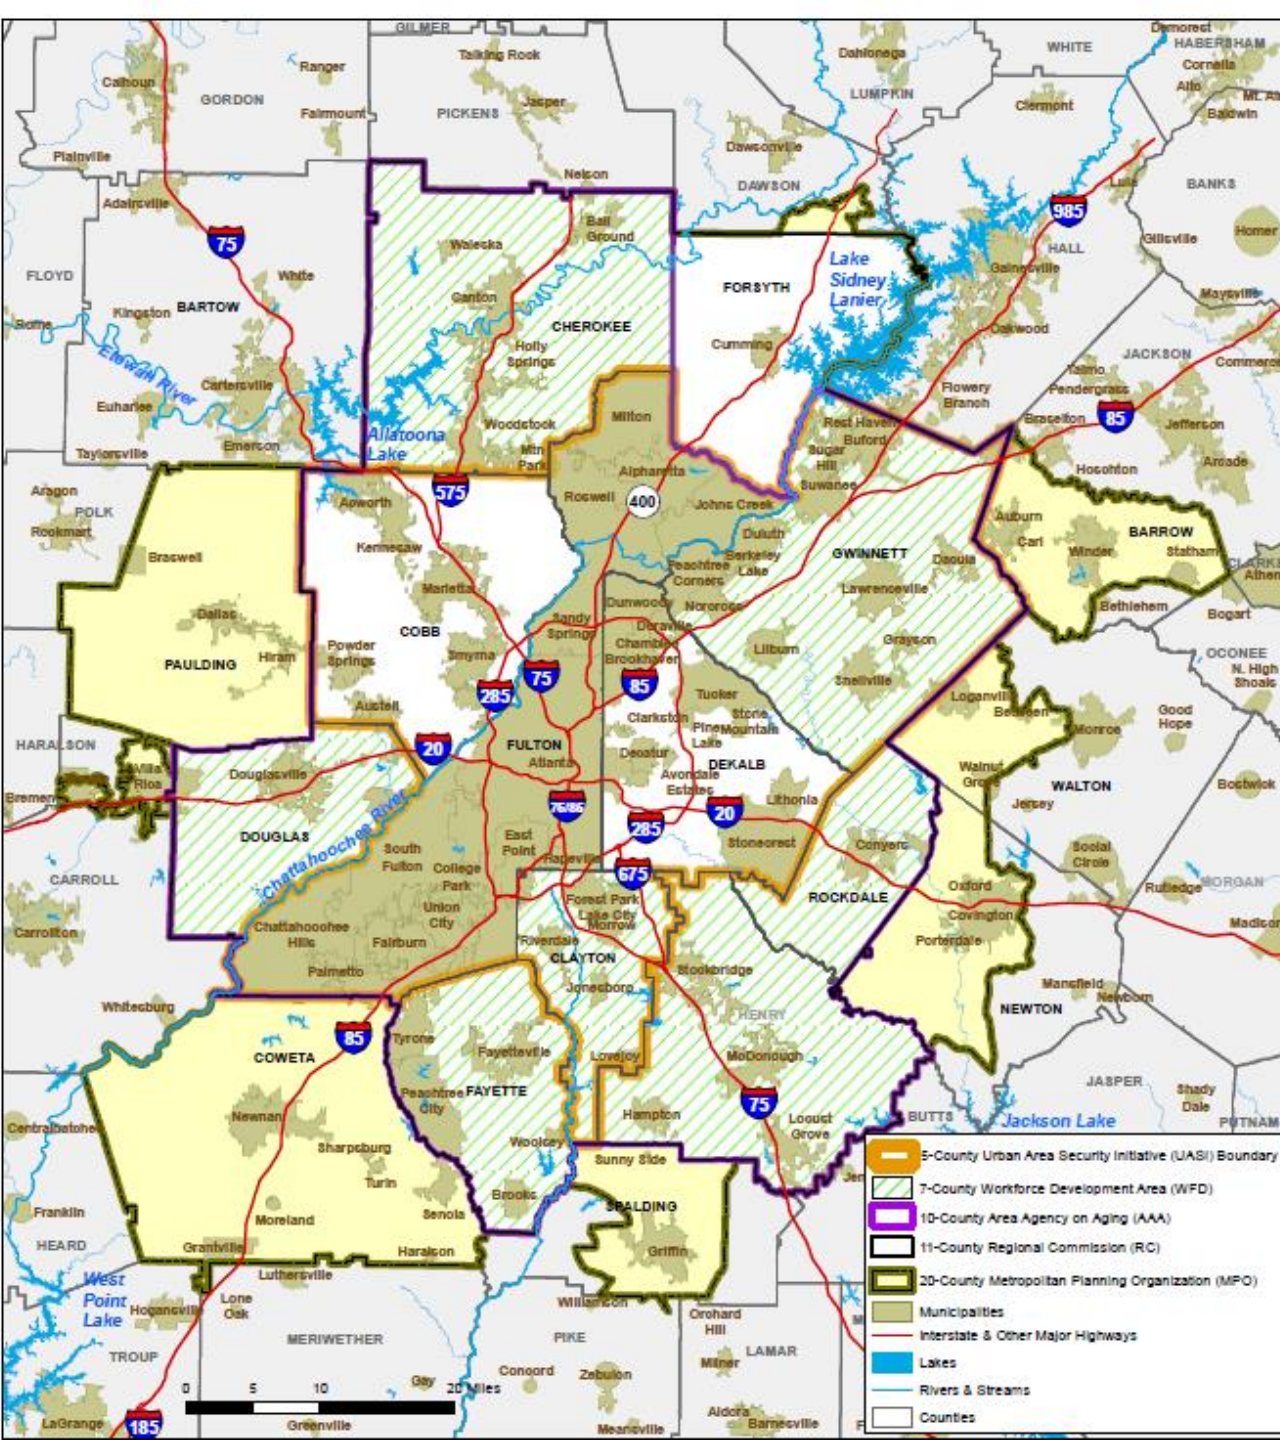 GILMER
Demorest
WHITE
HABERSHAM
Talking Rock
Dahlonega
Cornelia
Ranger
Calhoun
GORDON
LUMPKIN
Alto
Jasper
Clermont
Fairmount
PICKENS
Baldwin
Plainville
Dawsonville
Nelson
DAWSON
Lula
BANKS
Adairsville
985
Ball
Ground
75
Waleska
Gillsville
Homer
HALL
Lake
Sidney
Lanier
FLOYD
White
Gainesville
FORSYTH
Canton
Maysville
BARTOW
Kingston
Rome
CHEROKEE
Oakwood
Cumming
Holly
Springs
JACKSON
Etowah River
Talmo
Pendergrass
Cartersville
Flowery
Branch
Euharlee
Milton
Braselton
85
Jefferson
Rest Haven
Buford
Woodstock
Allatoona
Lake
Emerson
Taylorsville
Mtn
Park
Sugar
Hill
Alpharetta
Hoschton
Arcade
Suwanee
Aragon
575
Roswell
400
Johns Creek
POLK
Rockmart
Acworth
Auburn
Carl
BARROW
Duluth
Kennesaw
Braswell
Berkeley
Lake
GWINNETT
Dacula
Winder
Statham
Peachtree
Corners
Marietta
Lawrenceville
Dunwoody
Norcross
Bethlehem
Bogart
Dallas
Sandy
Springs
Doraville
COBB
Grayson
Powder
Springs
Brookhaven
Lilburn
OCONEE
Smyrna
PAULDING
Hiram
N. High
Shoals
75
85
Snellville
285
Tucker
Loganville
Austell
Clarkston
Stone
Mountain
Pine
Lake
Good
Hope
Monroe
20
FULTON
Atlanta
HARALSON
Decatur
DEKALB
Villa
Rica
Douglasville
Avondale
Estates
Walnut
Grove
WALTON
Bostwick
Bremen
Lithonia
Jersey
75/85
20
DOUGLAS
285
Chattahoochee River
East
Point
Stonecrest
Conyers
Social
Circle
South
Fulton
Hapeville
CARROLL
College
Park
675
Oxford
Rutledge
MORGAN
ROCKDALE
Forest Park
Lake City
Morrow
Union
City
Covington
Chattahoochee
Hills
Carrollton
Fairburn
Riverdale
Porterdale
CLAYTON
Palmetto
Stockbridge
Jonesboro
Mansfield
Newborn
Whitesburg
HENRY
NEWTON
85
Tyrone
COWETA
Fayetteville
Lovejoy
McDonough
FAYETTE
JASPER
Shady
Dale
Peachtree
City
75
Newnan
Hampton
Locust
Grove
BUTTS
Jackson Lake
PUTNAM
Woolsey
Sharpsburg
Sunny Side
5-County Urban Area Security Initiative (UASI) Boundary
Turin
7-County Workforce Development Area (WFD)
Brooks
SPALDING
Franklin
Moreland
Senoia
10-County Area Agency on Aging (AAA)
HEARD
Grantville
Haralson
Griffin
11-County Regional Commission (RC)
West
Point
Lake
Luthersville
20-County Metropolitan Planning Organization (MPO)
Hogansville
Lone
Oak
Williamson
Orchard
Hill
Municipalities
MERIWETHER
PIKE
Interstate & Other Major Highways
TROUP
LAMAR
Milner
Lakes
Concord
Zebulon
0 5 10 20 Miles
Gay
Rivers & Streams
LaGrange
185
Greenville
Meansville
Aldora
Barnesville
Counties